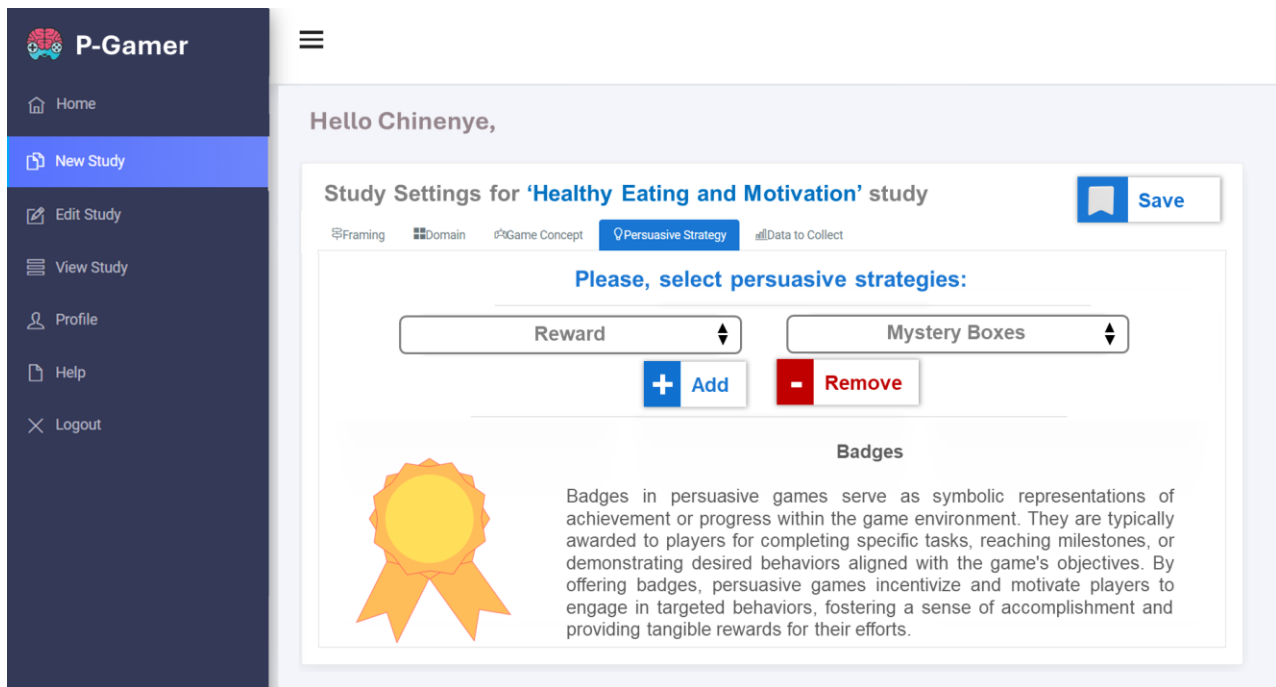 P-Gamer
Home
New Study
Edit Study
View Study
Profile
Help
Logout
Hello Chinenye,
Study Settings for ‘Healthy Eating and Motivation’ study
Save
Framing Domain Game Concept Persuasive Strategy Data to Collect
Please, select persuasive strategies:
Reward Mystery Boxes
+ Add - Remove
Badges
Badges in persuasive games serve as symbolic representations of
achievement or progress within the game environment. They are typically
awarded to players for completing specific tasks, reaching milestones, or
demonstrating desired behaviors aligned with the game's objectives. By
offering badges, persuasive games incentivize and motivate players to
engage in targeted behaviors, fostering a sense of accomplishment and
providing tangible rewards for their efforts.